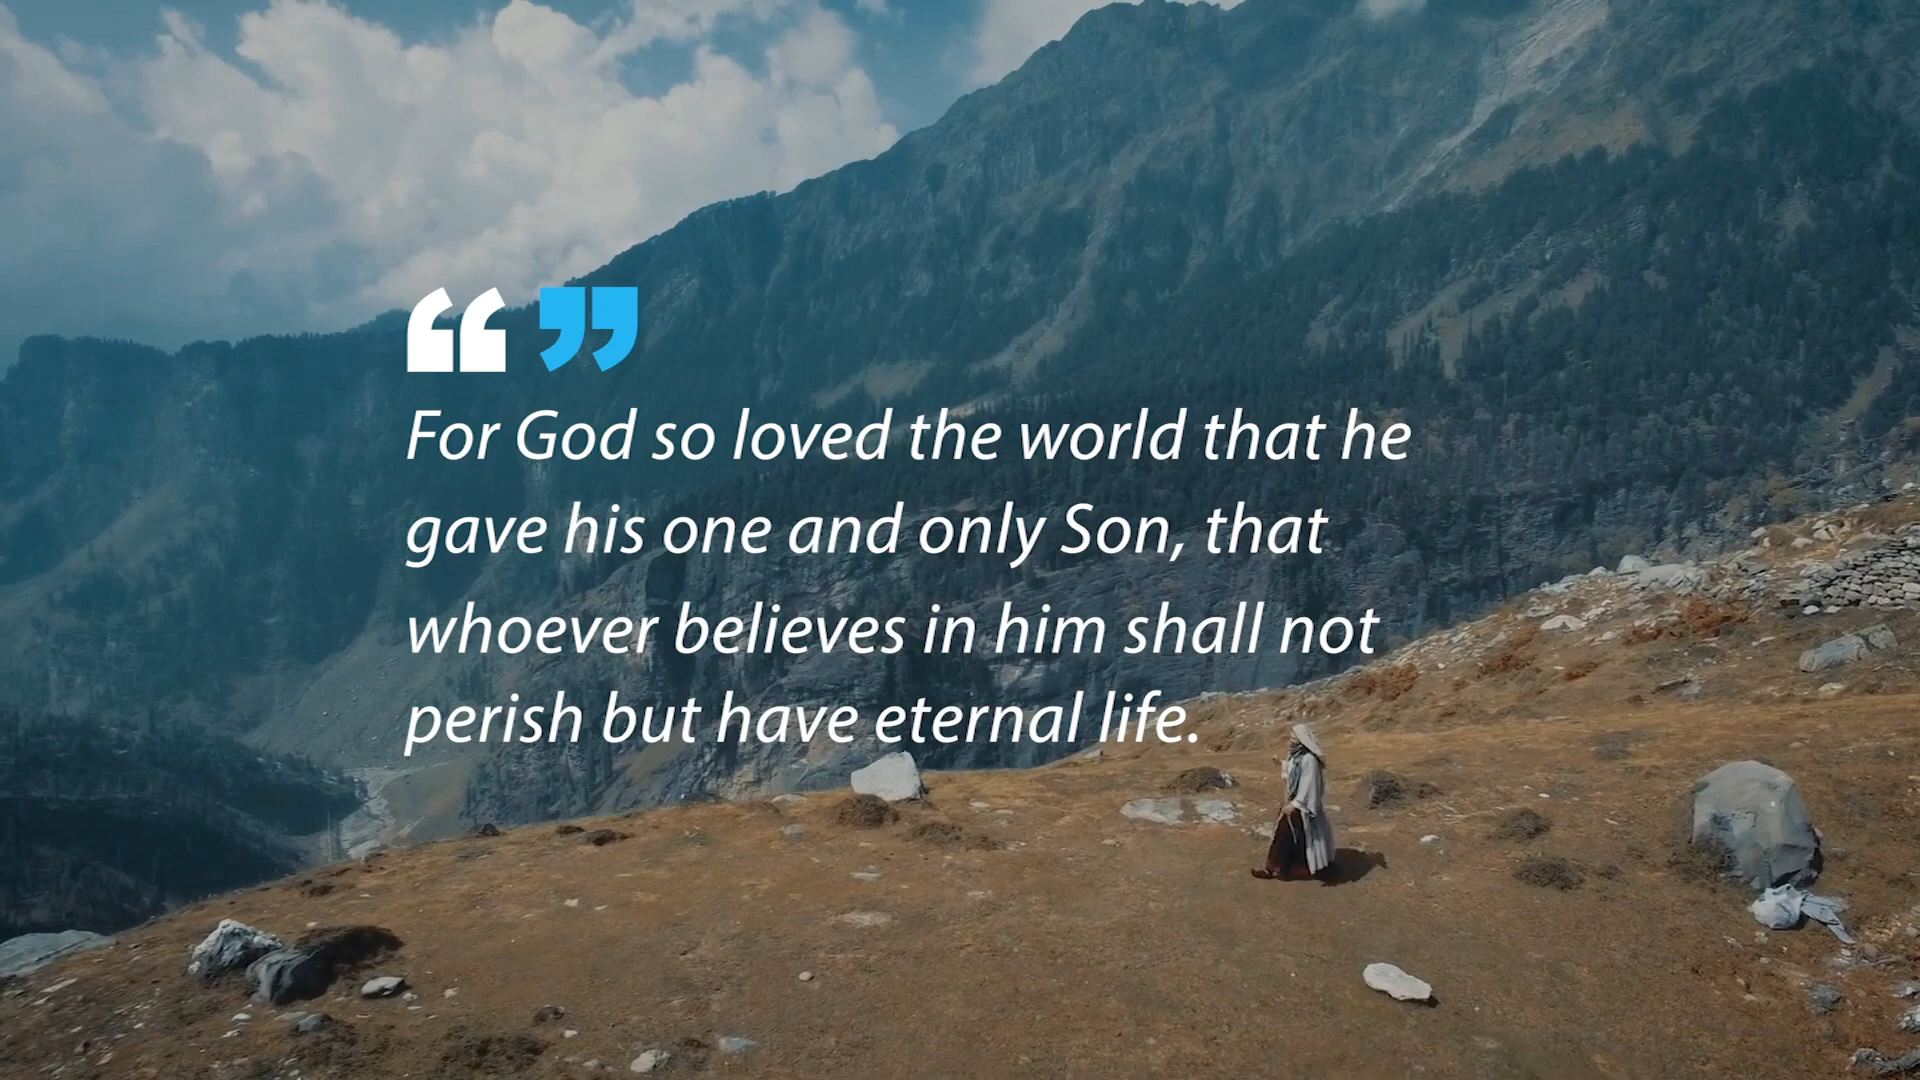 “ ”
For God so loved the world that he
gave his one and only Son, that
whoever believes in him shall not
perish but have eternal life.